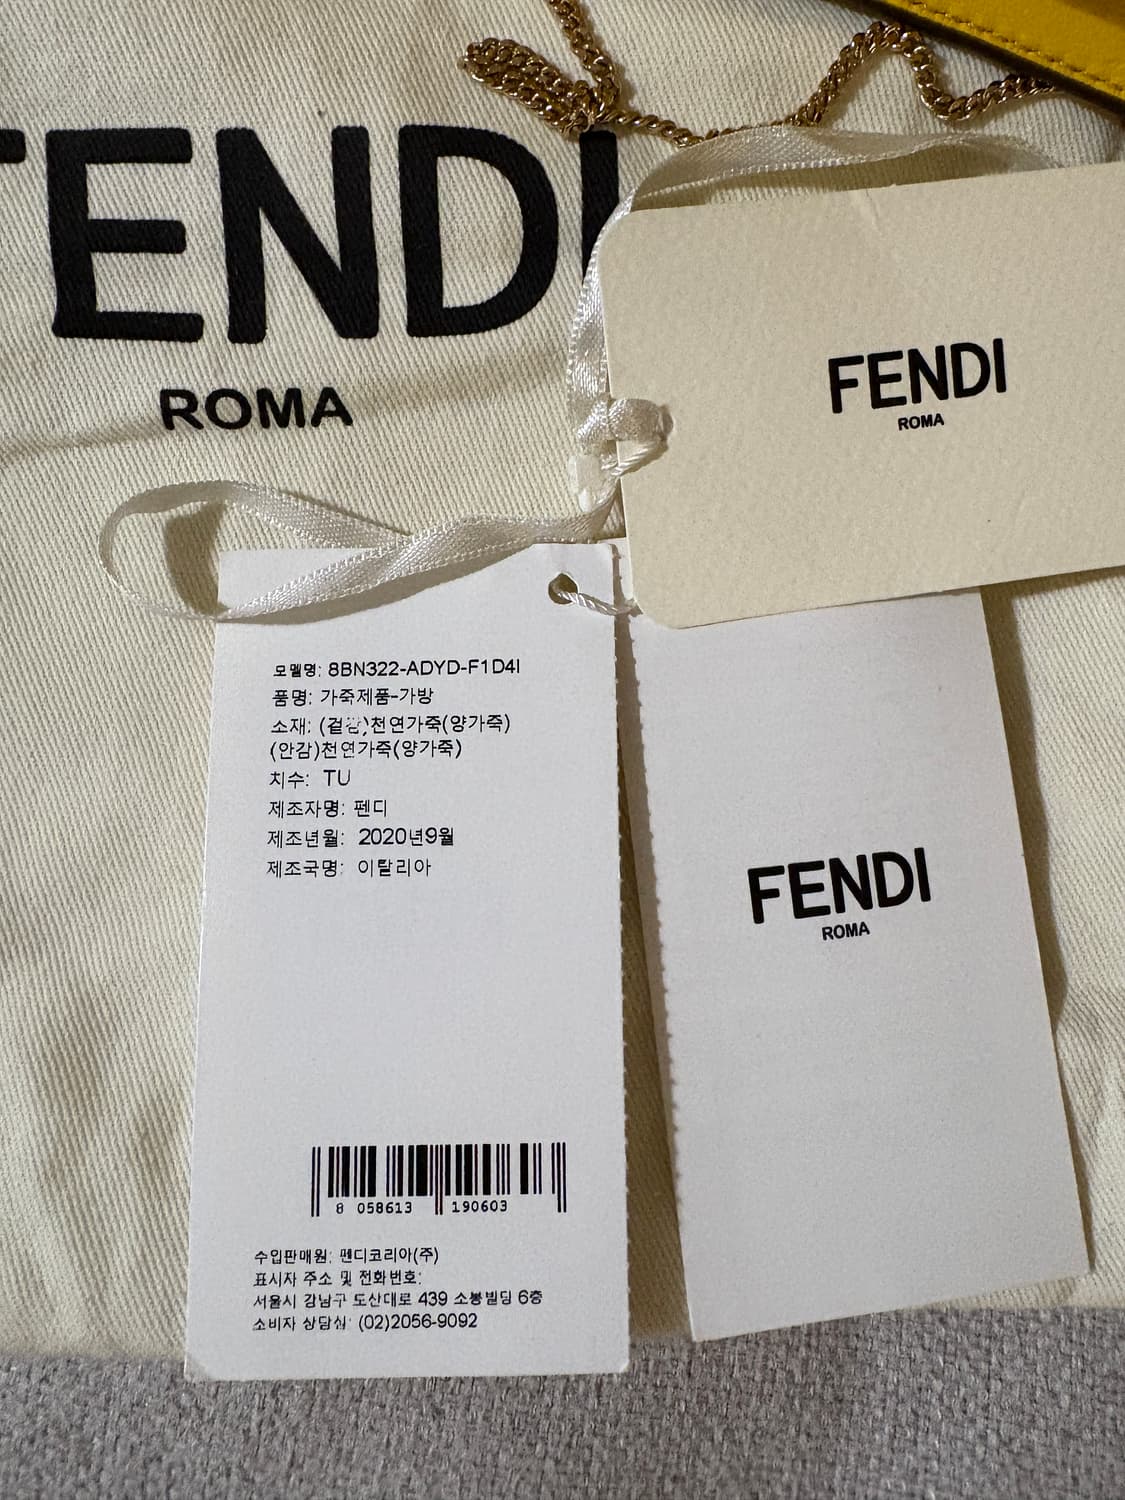 FENDI
ROMA
FENDI
ROMA
모델명: 8BN322-ADYD-F1D4I
품명: 가죽제품-가방
소재: (겉감)천연가죽(양가죽)
(안감)천연가죽(양가죽)
치수: TU
제조자명: 펜디
제조년월: 2020년9월
제조국명: 이탈리아
FENDI
ROMA
8 058613 190603
수입판매원: 펜디코리아(주)
표시자 주소 및 전화번호:
서울시 강남구 도산대로 439 소봉빌딩 6층
소비자 상담실: (02)2056-9092